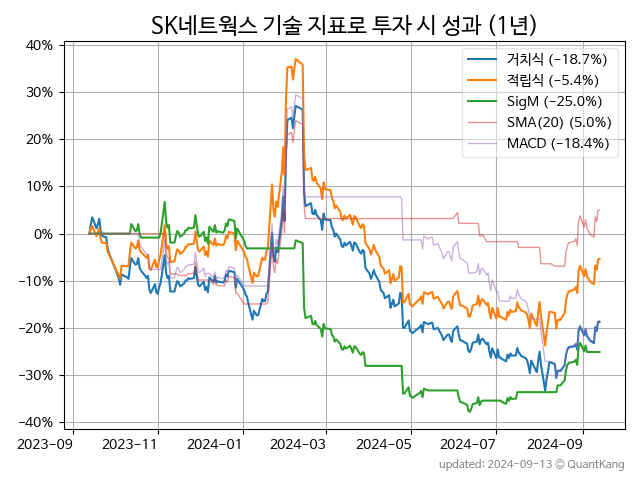 SK네트웍스 기술 지표로 투자 시 성과 (1년)
40%
30%
20%
10%
0%
−10%
−20%
−30%
−40%
거치식 (−18.7%)
적립식 (−5.4%)
SigM (−25.0%)
SMA(20) (5.0%)
MACD (−18.4%)
2023-09
2023-11
2024-01
2024-03
2024-05
2024-07
2024-09
updated: 2024-09-13 © QuantKang